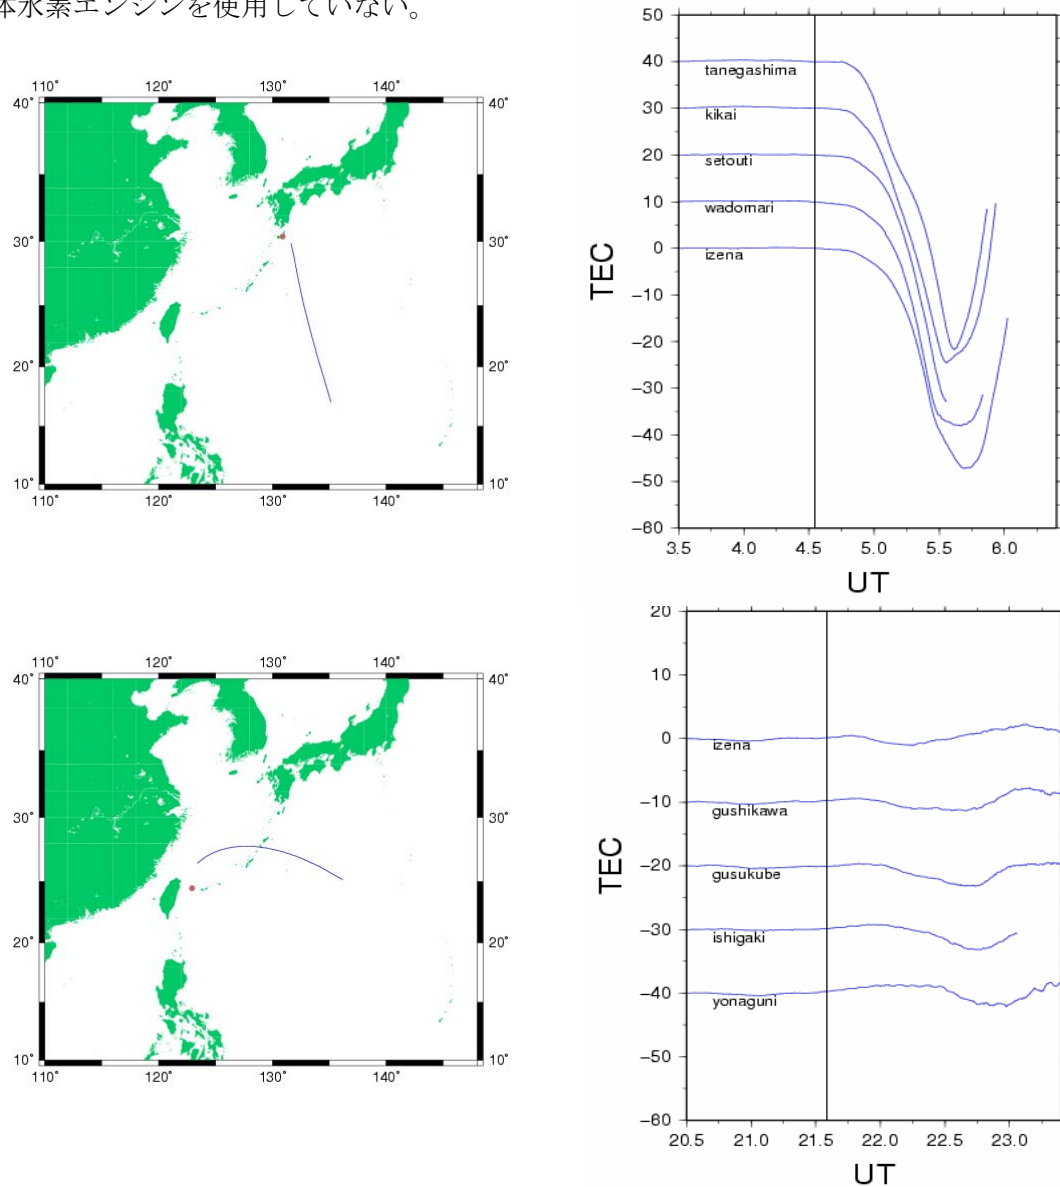 体水素エンジンを使用していない。
110° 120° 130° 140°
40° 40°
30° 30°
20° 20°
10° 10°
110° 120° 130° 140°
50
40
30
20
10
0
−10
−20
−30
−40
−50
−60
TEC
tanegashima
kikai
setouti
wadomari
izena
3.5 4.0 4.5 5.0 5.5 6.0
UT
110° 120° 130° 140°
40° 40°
30° 30°
20° 20°
10° 10°
110° 120° 130° 140°
20
10
0
−10
−20
−30
−40
−50
−60
TEC
izena
gushikawa
gusukube
ishigaki
yonaguni
20.5 21.0 21.5 22.0 22.5 23.0
UT